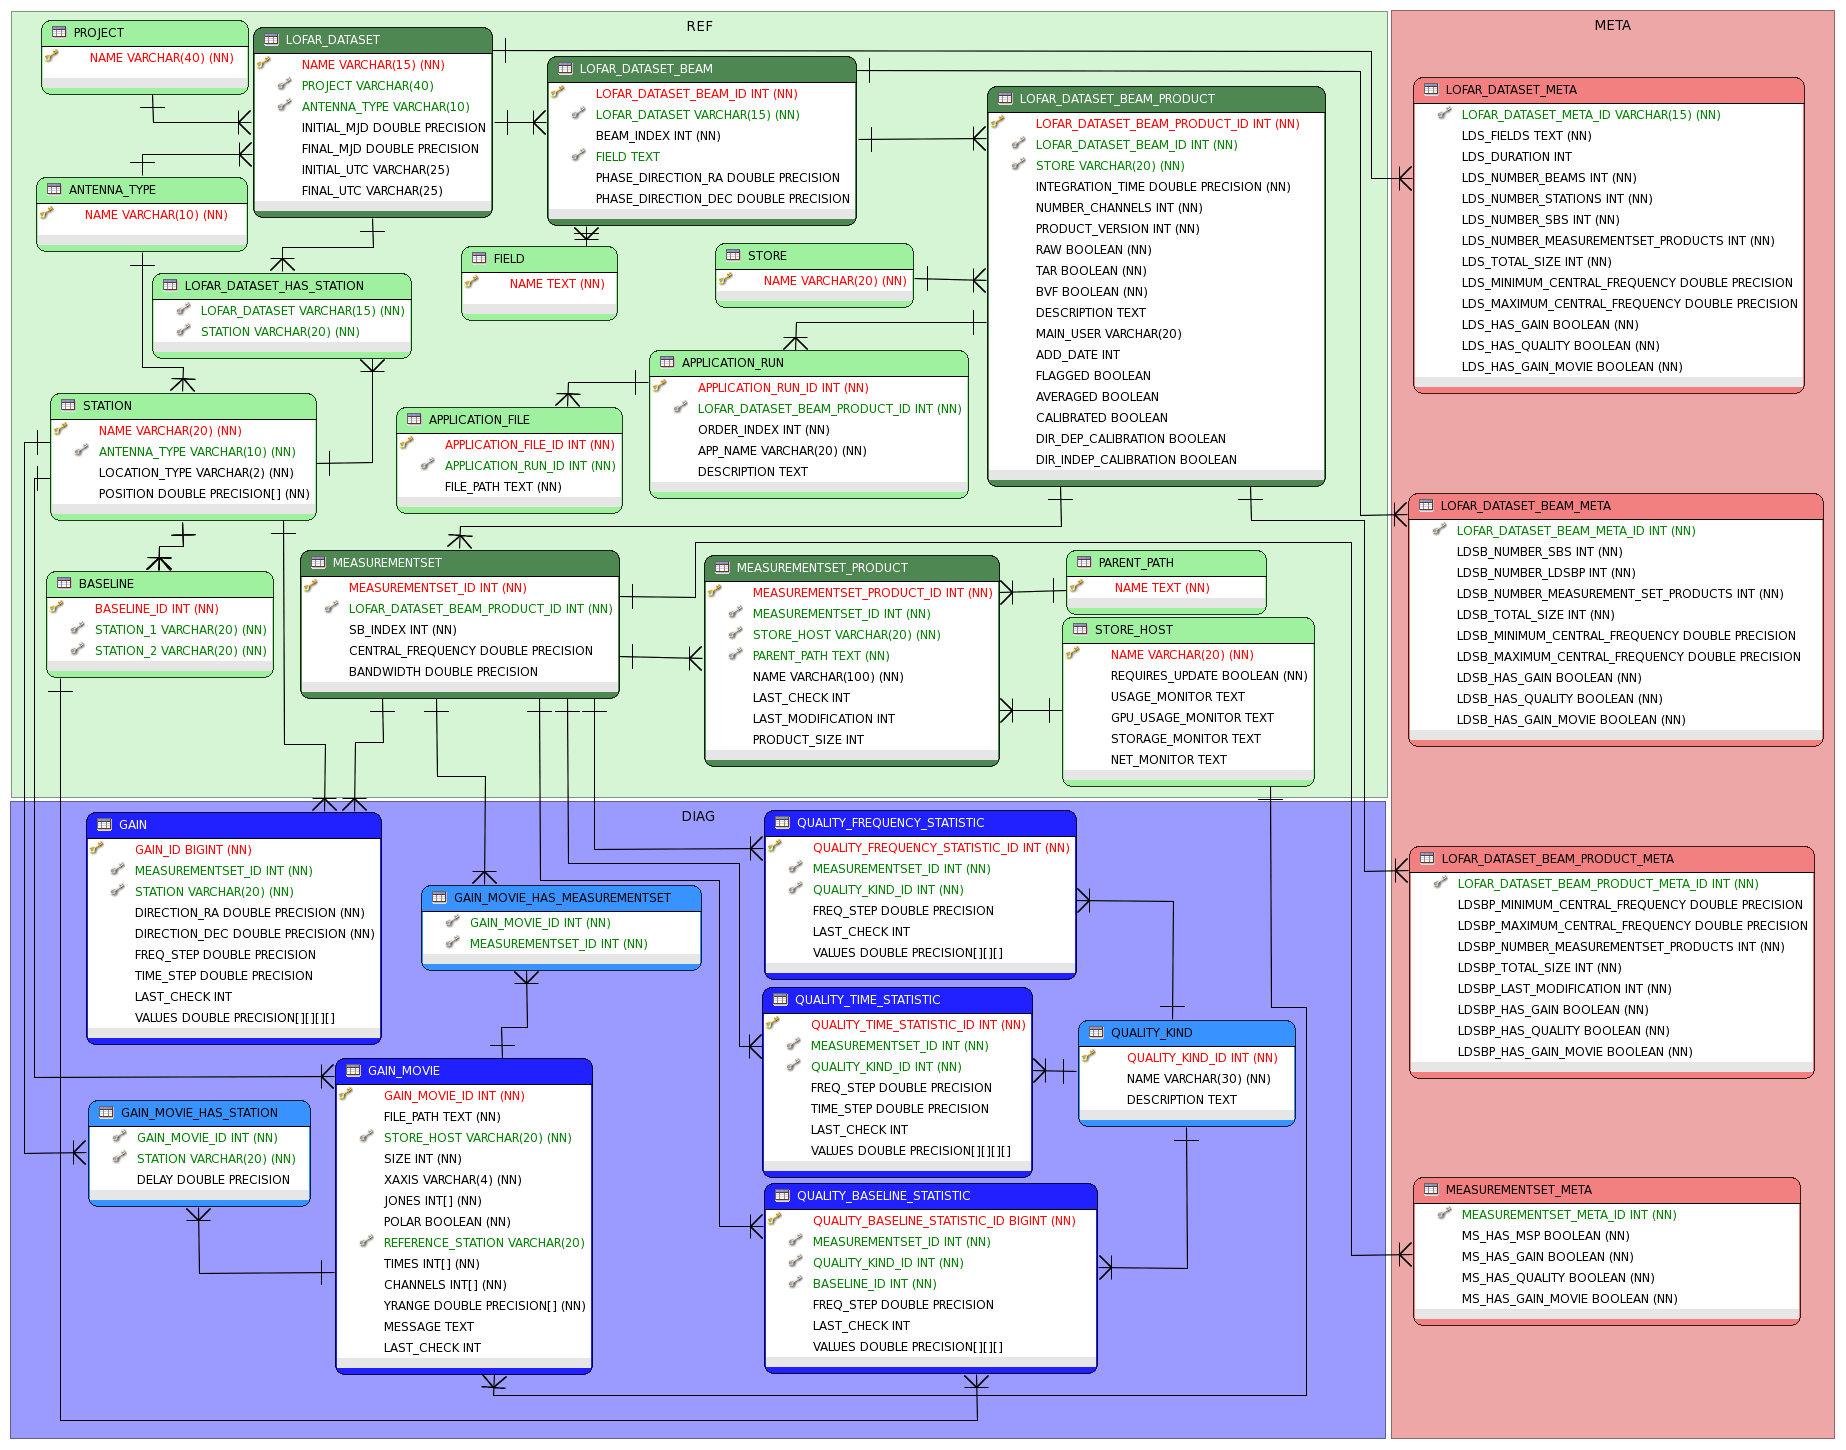 REF
PROJECT
NAME VARCHAR(40) (NN)
LOFAR_DATASET
NAME VARCHAR(15) (NN)
PROJECT VARCHAR(40)
ANTENNA_TYPE VARCHAR(10)
INITIAL_MJD DOUBLE PRECISION
FINAL_MJD DOUBLE PRECISION
INITIAL_UTC VARCHAR(25)
FINAL_UTC VARCHAR(25)
LOFAR_DATASET_BEAM
LOFAR_DATASET_BEAM_ID INT (NN)
LOFAR_DATASET VARCHAR(15) (NN)
BEAM_INDEX INT (NN)
FIELD TEXT
PHASE_DIRECTION_RA DOUBLE PRECISION
PHASE_DIRECTION_DEC DOUBLE PRECISION
LOFAR_DATASET_BEAM_PRODUCT
LOFAR_DATASET_BEAM_PRODUCT_ID INT (NN)
LOFAR_DATASET_BEAM_ID INT (NN)
STORE VARCHAR(20) (NN)
INTEGRATION_TIME DOUBLE PRECISION (NN)
NUMBER_CHANNELS INT (NN)
PRODUCT_VERSION INT (NN)
RAW BOOLEAN (NN)
TAR BOOLEAN (NN)
BVF BOOLEAN (NN)
DESCRIPTION TEXT
MAIN_USER VARCHAR(20)
ADD_DATE INT
FLAGGED BOOLEAN
AVERAGED BOOLEAN
CALIBRATED BOOLEAN
DIR_DEP_CALIBRATION BOOLEAN
DIR_INDEP_CALIBRATION BOOLEAN
ANTENNA_TYPE
NAME VARCHAR(10) (NN)
LOFAR_DATASET_HAS_STATION
LOFAR_DATASET VARCHAR(15) (NN)
STATION VARCHAR(20) (NN)
FIELD
NAME TEXT (NN)
STORE
NAME VARCHAR(20) (NN)
APPLICATION_RUN
APPLICATION_RUN_ID INT (NN)
LOFAR_DATASET_BEAM_PRODUCT_ID INT (NN)
ORDER_INDEX INT (NN)
APP_NAME VARCHAR(20) (NN)
DESCRIPTION TEXT
APPLICATION_FILE
APPLICATION_FILE_ID INT (NN)
APPLICATION_RUN_ID INT (NN)
FILE_PATH TEXT (NN)
STATION
NAME VARCHAR(20) (NN)
ANTENNA_TYPE VARCHAR(10) (NN)
LOCATION_TYPE VARCHAR(2) (NN)
POSITION DOUBLE PRECISION[] (NN)
BASELINE
BASELINE_ID INT (NN)
STATION_1 VARCHAR(20) (NN)
STATION_2 VARCHAR(20) (NN)
MEASUREMENTSET
MEASUREMENTSET_ID INT (NN)
LOFAR_DATASET_BEAM_PRODUCT_ID INT (NN)
SB_INDEX INT (NN)
CENTRAL_FREQUENCY DOUBLE PRECISION
BANDWIDTH DOUBLE PRECISION
MEASUREMENTSET_PRODUCT
MEASUREMENTSET_PRODUCT_ID INT (NN)
MEASUREMENTSET_ID INT (NN)
STORE_HOST VARCHAR(20) (NN)
PARENT_PATH TEXT (NN)
NAME VARCHAR(100) (NN)
LAST_CHECK INT
LAST_MODIFICATION INT
PRODUCT_SIZE INT
PARENT_PATH
NAME TEXT (NN)
STORE_HOST
NAME VARCHAR(20) (NN)
REQUIRES_UPDATE BOOLEAN (NN)
USAGE_MONITOR TEXT
GPU_USAGE_MONITOR TEXT
STORAGE_MONITOR TEXT
NET_MONITOR TEXT
DIAG
GAIN
GAIN_ID BIGINT (NN)
MEASUREMENTSET_ID INT (NN)
STATION VARCHAR(20) (NN)
DIRECTION_RA DOUBLE PRECISION (NN)
DIRECTION_DEC DOUBLE PRECISION (NN)
FREQ_STEP DOUBLE PRECISION
TIME_STEP DOUBLE PRECISION
LAST_CHECK INT
VALUES DOUBLE PRECISION[][][][]
GAIN_MOVIE_HAS_MEASUREMENTSET
GAIN_MOVIE_ID INT (NN)
MEASUREMENTSET_ID INT (NN)
QUALITY_FREQUENCY_STATISTIC
QUALITY_FREQUENCY_STATISTIC_ID INT (NN)
MEASUREMENTSET_ID INT (NN)
QUALITY_KIND_ID INT (NN)
FREQ_STEP DOUBLE PRECISION
LAST_CHECK INT
VALUES DOUBLE PRECISION[][][]
QUALITY_TIME_STATISTIC
QUALITY_TIME_STATISTIC_ID INT (NN)
MEASUREMENTSET_ID INT (NN)
QUALITY_KIND_ID INT (NN)
FREQ_STEP DOUBLE PRECISION
TIME_STEP DOUBLE PRECISION
LAST_CHECK INT
VALUES DOUBLE PRECISION[][][][]
QUALITY_KIND
QUALITY_KIND_ID INT (NN)
NAME VARCHAR(30) (NN)
DESCRIPTION TEXT
GAIN_MOVIE
GAIN_MOVIE_ID INT (NN)
FILE_PATH TEXT (NN)
STORE_HOST VARCHAR(20) (NN)
SIZE INT (NN)
XAXIS VARCHAR(4) (NN)
JONES INT[] (NN)
POLAR BOOLEAN (NN)
REFERENCE_STATION VARCHAR(20)
TIMES INT[] (NN)
CHANNELS INT[] (NN)
YRANGE DOUBLE PRECISION[] (NN)
MESSAGE TEXT
LAST_CHECK INT
GAIN_MOVIE_HAS_STATION
GAIN_MOVIE_ID INT (NN)
STATION VARCHAR(20) (NN)
DELAY DOUBLE PRECISION
QUALITY_BASELINE_STATISTIC
QUALITY_BASELINE_STATISTIC_ID BIGINT (NN)
MEASUREMENTSET_ID INT (NN)
QUALITY_KIND_ID INT (NN)
BASELINE_ID INT (NN)
FREQ_STEP DOUBLE PRECISION
LAST_CHECK INT
VALUES DOUBLE PRECISION[][][]
META
LOFAR_DATASET_META
LOFAR_DATASET_META_ID VARCHAR(15) (NN)
LDS_FIELDS TEXT (NN)
LDS_DURATION INT
LDS_NUMBER_BEAMS INT (NN)
LDS_NUMBER_STATIONS INT (NN)
LDS_NUMBER_SBS INT (NN)
LDS_NUMBER_MEASUREMENTSET_PRODUCTS INT (NN)
LDS_TOTAL_SIZE INT (NN)
LDS_MINIMUM_CENTRAL_FREQUENCY DOUBLE PRECISION
LDS_MAXIMUM_CENTRAL_FREQUENCY DOUBLE PRECISION
LDS_HAS_GAIN BOOLEAN (NN)
LDS_HAS_QUALITY BOOLEAN (NN)
LDS_HAS_GAIN_MOVIE BOOLEAN (NN)
LOFAR_DATASET_BEAM_META
LOFAR_DATASET_BEAM_META_ID INT (NN)
LDSB_NUMBER_SBS INT (NN)
LDSB_NUMBER_LDSBP INT (NN)
LDSB_NUMBER_MEASUREMENT_SET_PRODUCTS INT (NN)
LDSB_TOTAL_SIZE INT (NN)
LDSB_MINIMUM_CENTRAL_FREQUENCY DOUBLE PRECISION
LDSB_MAXIMUM_CENTRAL_FREQUENCY DOUBLE PRECISION
LDSB_HAS_GAIN BOOLEAN (NN)
LDSB_HAS_QUALITY BOOLEAN (NN)
LDSB_HAS_GAIN_MOVIE BOOLEAN (NN)
LOFAR_DATASET_BEAM_PRODUCT_META
LOFAR_DATASET_BEAM_PRODUCT_META_ID INT (NN)
LDSBP_MINIMUM_CENTRAL_FREQUENCY DOUBLE PRECISION
LDSBP_MAXIMUM_CENTRAL_FREQUENCY DOUBLE PRECISION
LDSBP_NUMBER_MEASUREMENTSET_PRODUCTS INT (NN)
LDSBP_TOTAL_SIZE INT (NN)
LDSBP_LAST_MODIFICATION INT (NN)
LDSBP_HAS_GAIN BOOLEAN (NN)
LDSBP_HAS_QUALITY BOOLEAN (NN)
LDSBP_HAS_GAIN_MOVIE BOOLEAN (NN)
MEASUREMENTSET_META
MEASUREMENTSET_META_ID INT (NN)
MS_HAS_MSP BOOLEAN (NN)
MS_HAS_GAIN BOOLEAN (NN)
MS_HAS_QUALITY BOOLEAN (NN)
MS_HAS_GAIN_MOVIE BOOLEAN (NN)